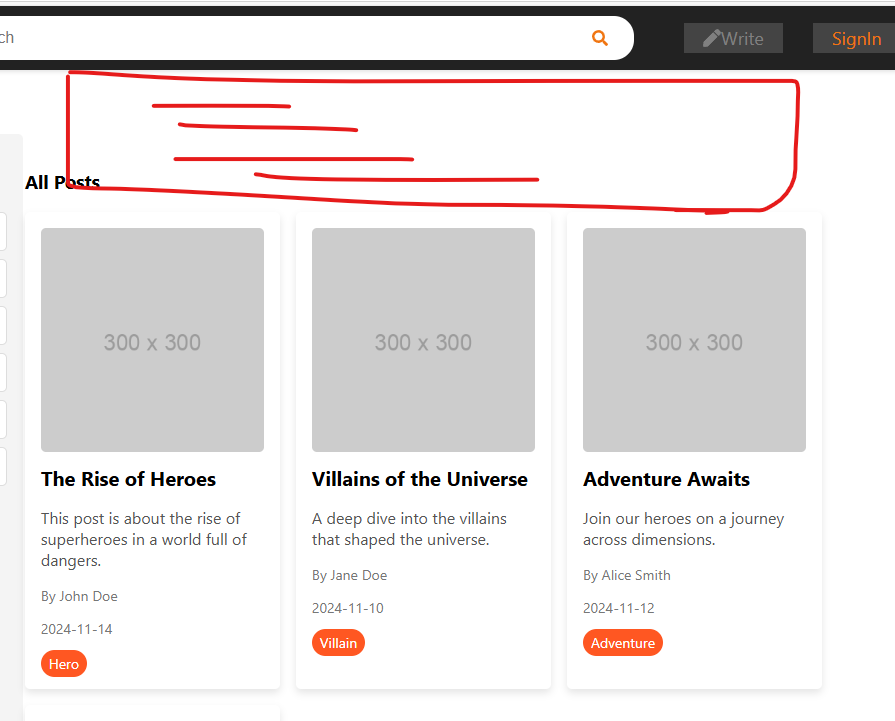 ch
Write
SignIn
All Posts
300 x 300
300 x 300
300 x 300
The Rise of Heroes
This post is about the rise of
superheroes in a world full of
dangers.
By John Doe
2024-11-14
Hero
Villains of the Universe
A deep dive into the villains
that shaped the universe.
By Jane Doe
2024-11-10
Villain
Adventure Awaits
Join our heroes on a journey
across dimensions.
By Alice Smith
2024-11-12
Adventure